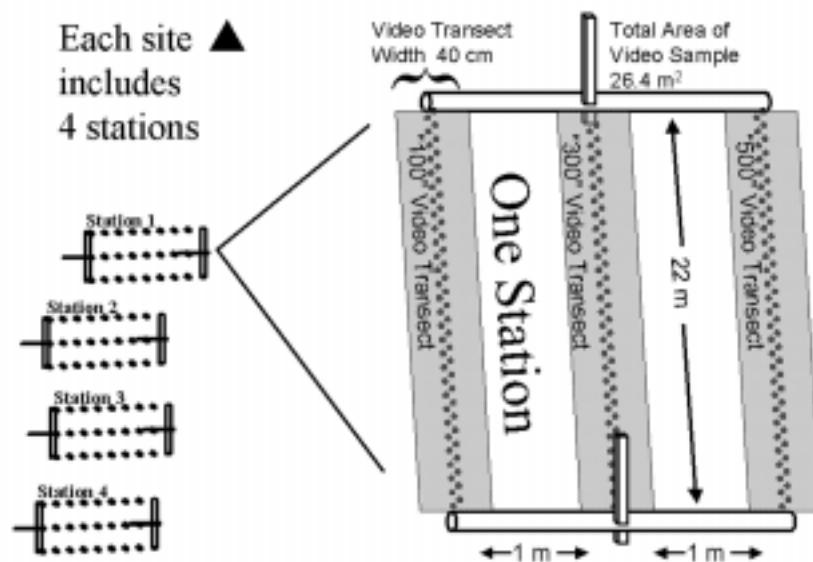 Each site ▲
includes
4 stations
Station 1
Station 2
Station 3
Station 4
Video Transect
Width 40 cm
Total Area of
Video Sample
26.4 m²
"100" Video Transect
One Station
"300" Video Transect
22 m
"500" Video Transect
1 m
1 m